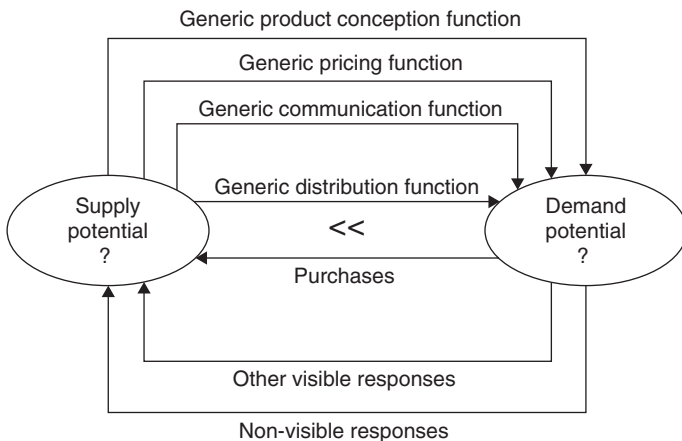 Generic product conception function
Generic pricing function
Generic communication function
Generic distribution function
Supply
potential
?
<<
Demand
potential
?
Purchases
Other visible responses
Non-visible responses